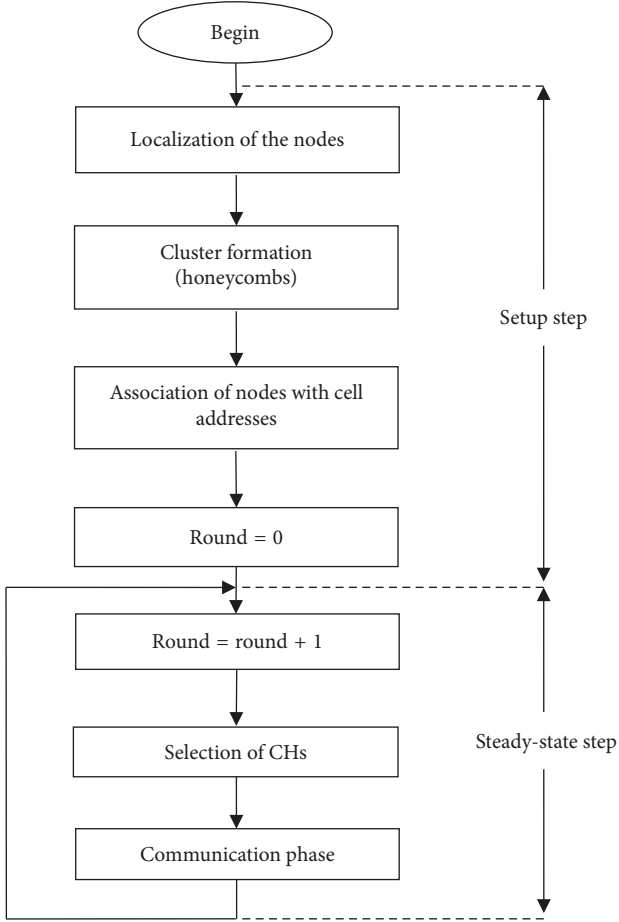 Begin
Localization of the nodes
Cluster formation
(honeycombs)
Setup step
Association of nodes with cell
addresses
Round = 0
Round = round + 1
Selection of CHs
Steady-state step
Communication phase